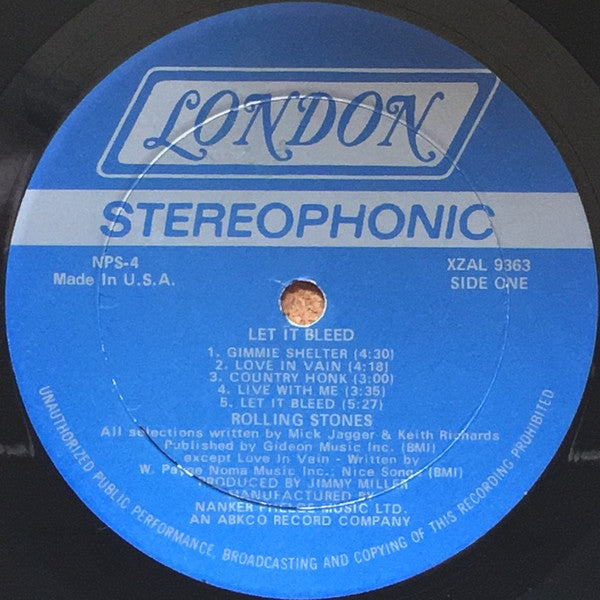 LONDON
STEREOPHONIC
NPS-4
Made In U.S.A.
XZAL 9363
SIDE ONE
LET IT BLEED
1. GIMMIE SHELTER (4:30)
2. LOVE IN VAIN (4:18)
3. COUNTRY HONK (3:00)
4. LIVE WITH ME (3:35)
5. LET IT BLEED (5:27)
ROLLING STONES
All selections written by Mick Jagger & Keith Richards
Published by Gideon Music Inc. (BMI)
except Love In Vain - Written by
W. Payne Noma Music Inc.: Nice Songs (BMI)
PRODUCED BY JIMMY MILLER
MANUFACTURED BY
NANKER PHELGE MUSIC LTD.
AN ABKCO RECORD COMPANY
UNAUTHORIZED PUBLIC PERFORMANCE, BROADCASTING AND COPYING OF THIS RECORDING PROHIBITED